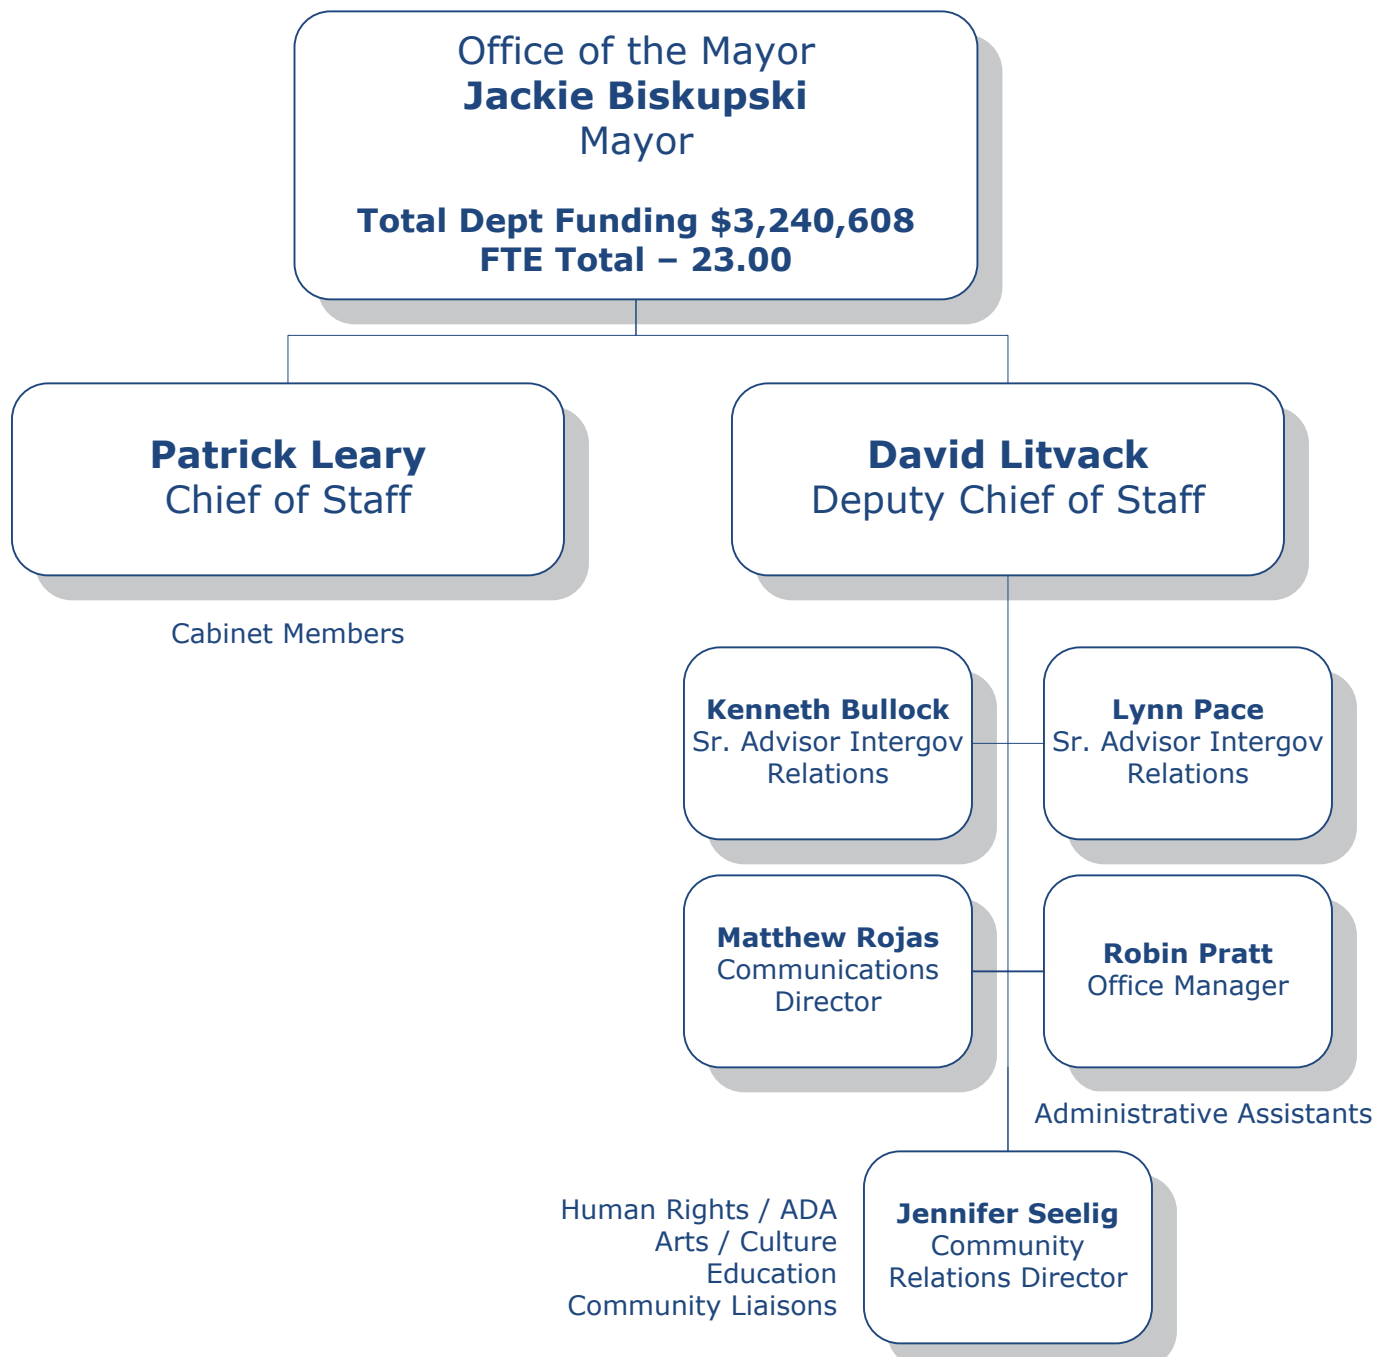 Office of the Mayor
Jackie Biskupski
Mayor
Total Dept Funding $3,240,608
FTE Total – 23.00
Patrick Leary
Chief of Staff
Cabinet Members
David Litvack
Deputy Chief of Staff
Kenneth Bullock
Sr. Advisor Intergov
Relations
Lynn Pace
Sr. Advisor Intergov
Relations
Matthew Rojas
Communications
Director
Robin Pratt
Office Manager
Administrative Assistants
Human Rights / ADA
Arts / Culture
Education
Community Liaisons
Jennifer Seelig
Community
Relations Director